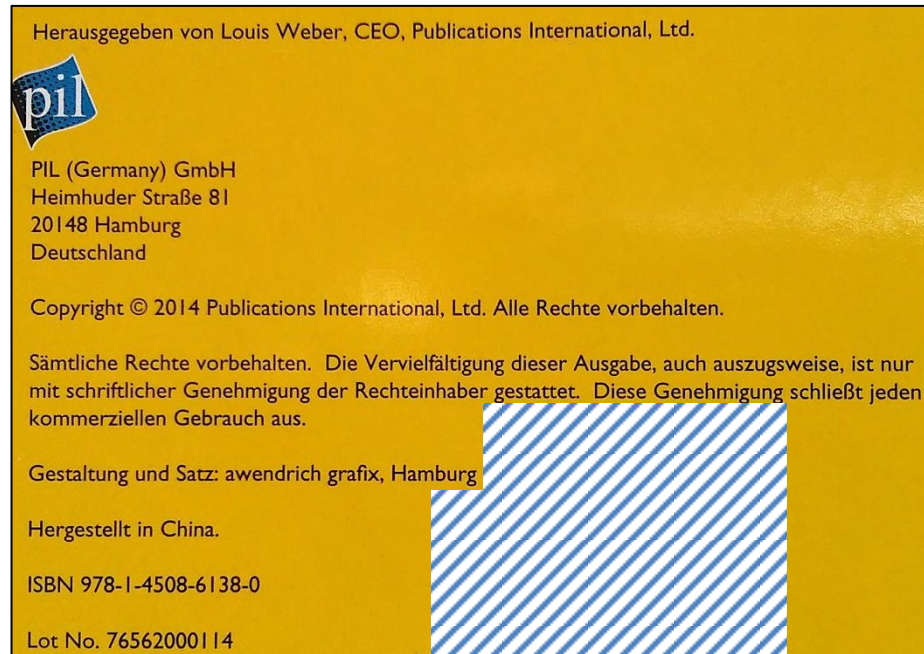 Herausgegeben von Louis Weber, CEO, Publications International, Ltd.
pil
PIL (Germany) GmbH
Heimhuder Straße 81
20148 Hamburg
Deutschland
Copyright © 2014 Publications International, Ltd. Alle Rechte vorbehalten.
Sämtliche Rechte vorbehalten. Die Vervielfältigung dieser Ausgabe, auch auszugsweise, ist nur
mit schriftlicher Genehmigung der Rechteinhaber gestattet. Diese Genehmigung schließt jeden
kommerziellen Gebrauch aus.
Gestaltung und Satz: awendrich grafix, Hamburg
Hergestellt in China.
ISBN 978-1-4508-6138-0
Lot No. 76562000114